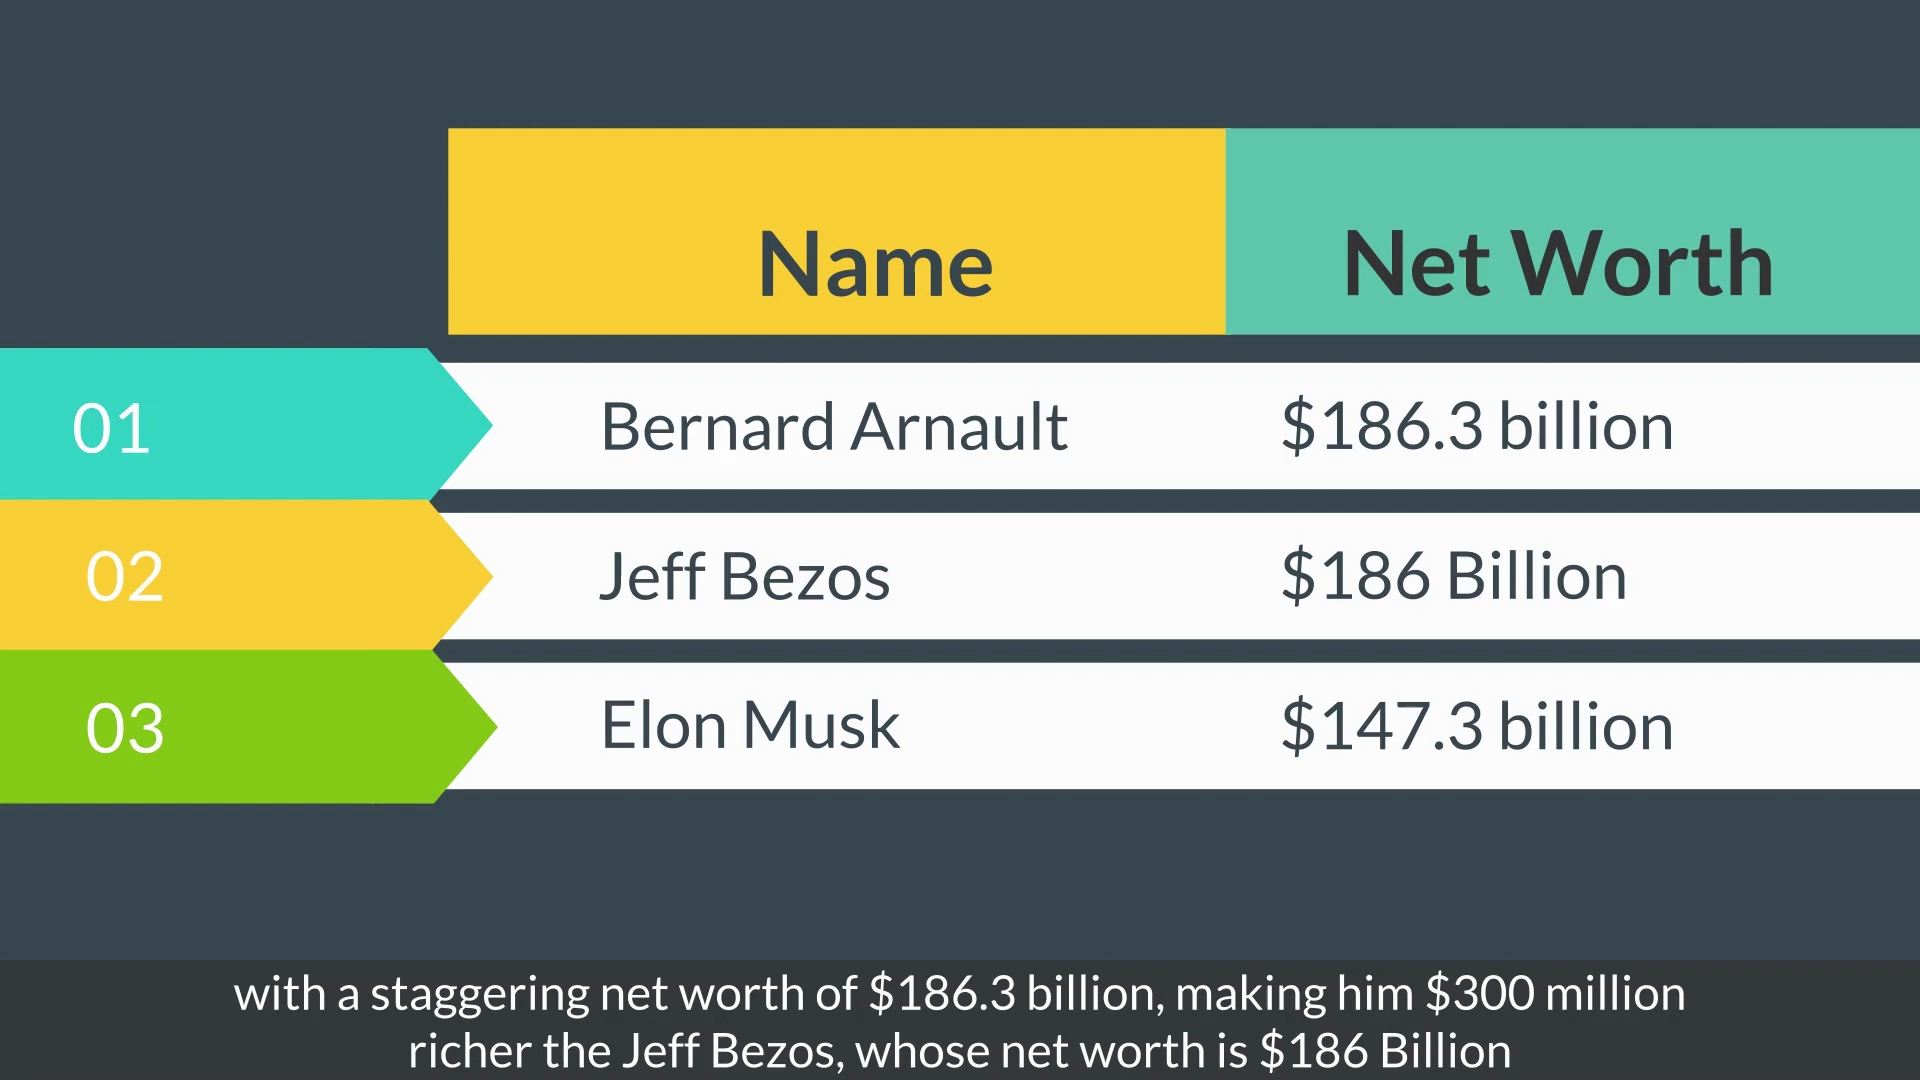 Name Net Worth
01 Bernard Arnault $186.3 billion
02 Jeff Bezos $186 Billion
03 Elon Musk $147.3 billion
with a staggering net worth of $186.3 billion, making him $300 million
richer the Jeff Bezos, whose net worth is $186 Billion